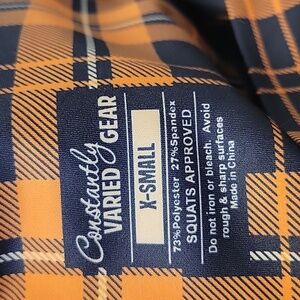 Constantly
VARIED GEAR
X-SMALL
73%Polyester 27%Spandex
SQUATS APPROVED
Do not iron or bleach. Avoid
rough & sharp surfaces
Made in China